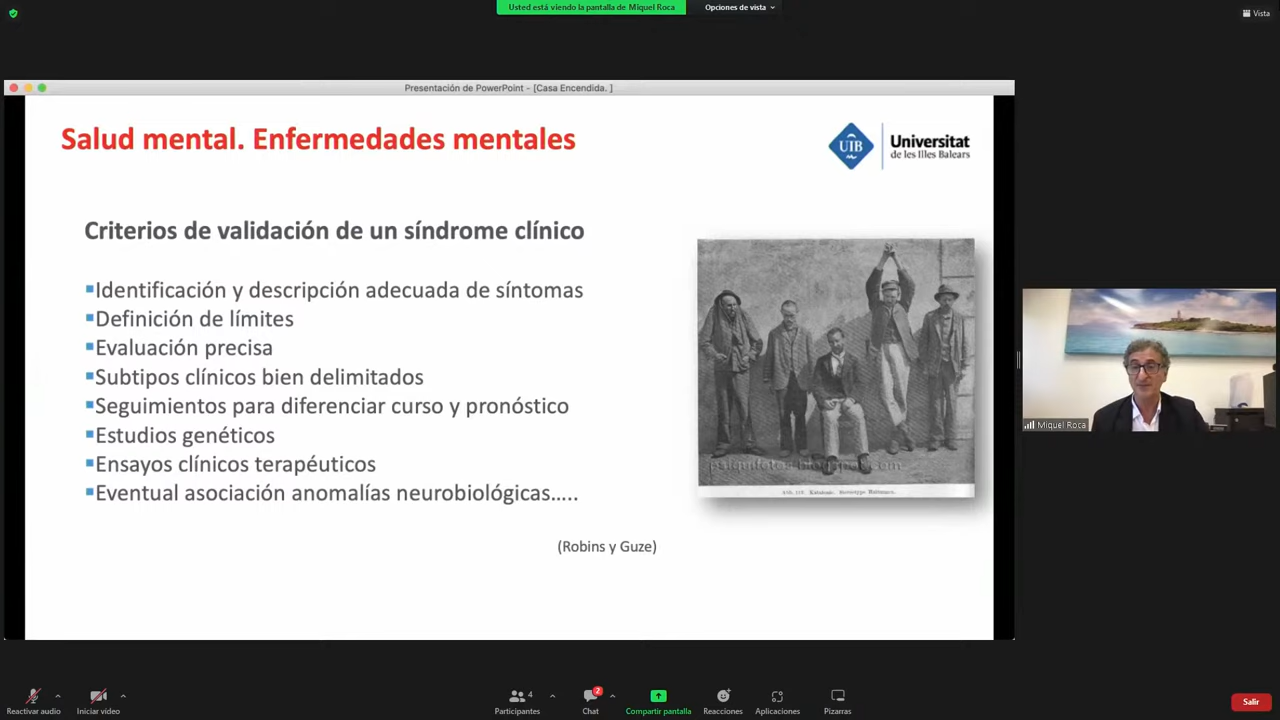 Usted está viendo la pantalla de Miquel Roca
Opciones de vista
Vista
Presentación de PowerPoint - [Casa Encendida. ]
Salud mental. Enfermedades mentales
UIB
Universitat
de les Illes Balears
Criterios de validación de un síndrome clínico
Identificación y descripción adecuada de síntomas
Definición de límites
Evaluación precisa
Subtipos clínicos bien delimitados
Seguimientos para diferenciar curso y pronóstico
Estudios genéticos
Ensayos clínicos terapéuticos
Eventual asociación anomalías neurobiológicas.....
(Robins y Guze)
Miquel Roca
Reactivar audio
Iniciar video
Participantes
4
Chat
2
Compartir pantalla
Reacciones
Aplicaciones
Pizarras
Salir